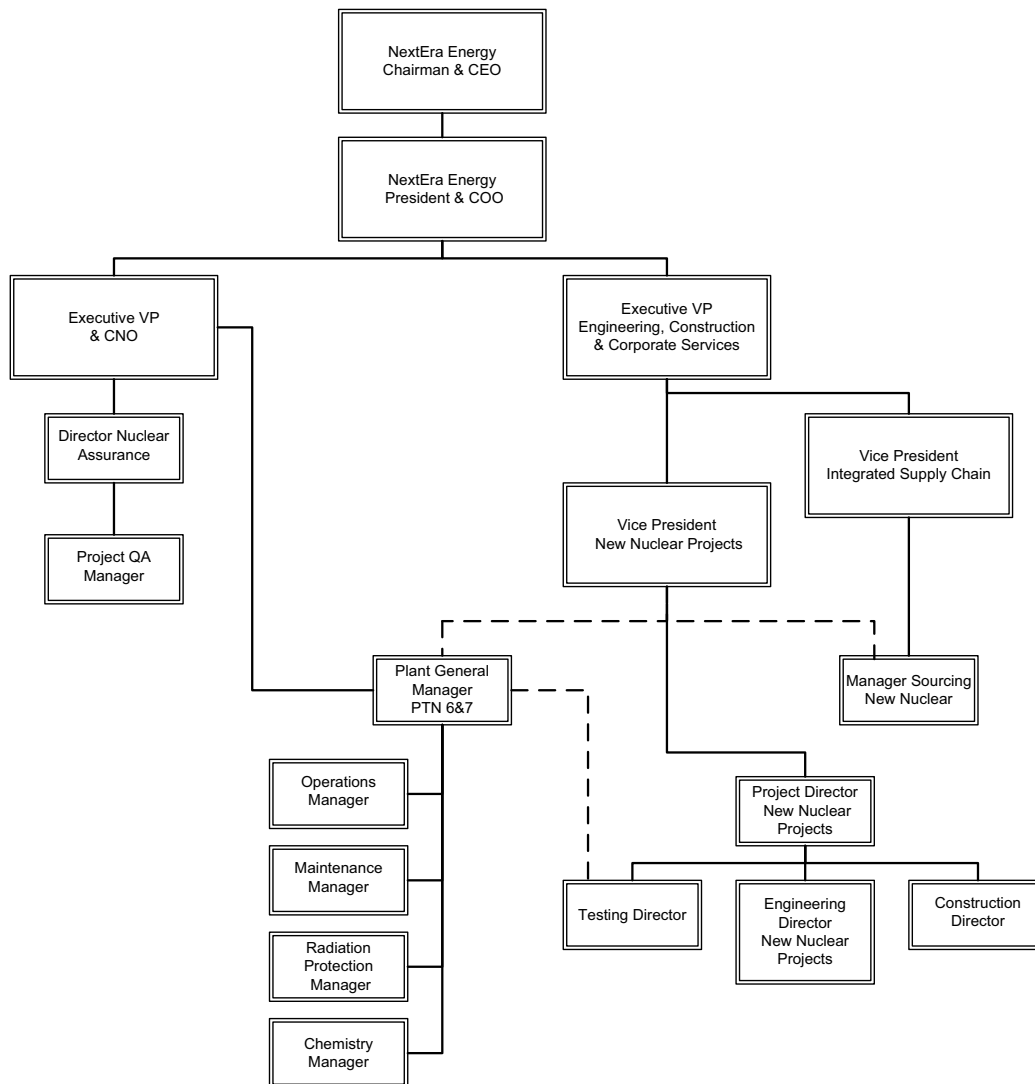 NextEra Energy
Chairman & CEO
NextEra Energy
President & COO
Executive VP
& CNO
Executive VP
Engineering, Construction
& Corporate Services
Director Nuclear
Assurance
Vice President
Integrated Supply Chain
Vice President
New Nuclear Projects
Project QA
Manager
Plant General
Manager
PTN 6&7
Manager Sourcing
New Nuclear
Operations
Manager
Project Director
New Nuclear
Projects
Maintenance
Manager
Testing Director
Engineering
Director
New Nuclear
Projects
Construction
Director
Radiation
Protection
Manager
Chemistry
Manager